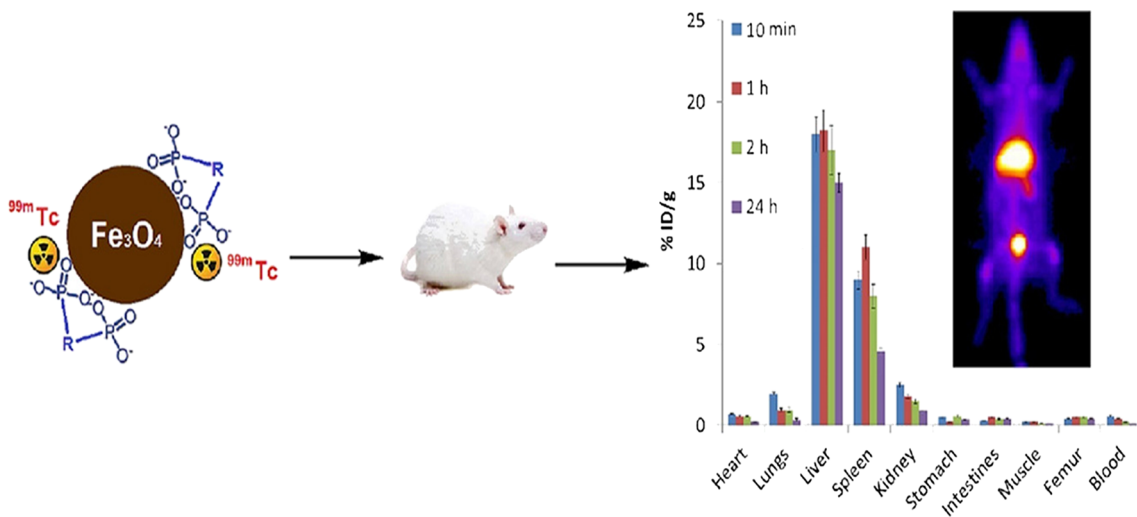 ⁻O
P
O
R
O
O⁻
O
P
O⁻
O
⁹⁹ᵐTc
Fe₃O₄
⁹⁹ᵐTc
O
⁻O
P
O⁻
O
P
O
R
O⁻
% ID/g
25
20
15
10
5
0
10 min
1 h
2 h
24 h
Heart
Lungs
Liver
Spleen
Kidney
Stomach
Intestines
Muscle
Femur
Blood